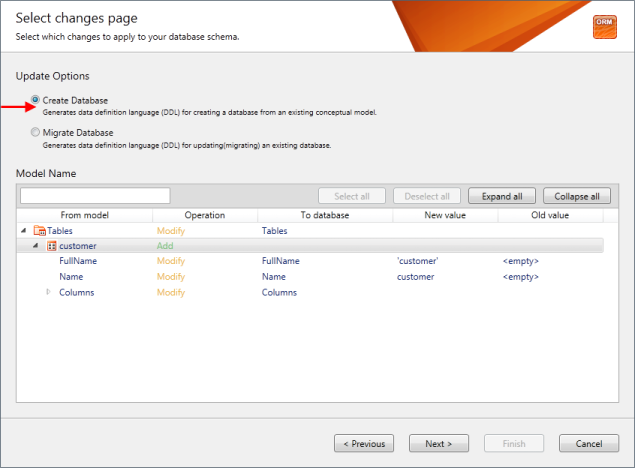 Select changes page
Select which changes to apply to your database schema.
ORM
Update Options
Create Database
Generates data definition language (DDL) for creating a database from an existing conceptual model.
Migrate Database
Generates data definition language (DDL) for updating(migrating) an existing database.
Model Name
Select all Deselect all Expand all Collapse all
From model Operation To database New value Old value
Tables Modify Tables
customer Add
FullName Modify FullName 'customer' <empty>
Name Modify Name customer <empty>
Columns Modify Columns
< Previous Next > Finish Cancel